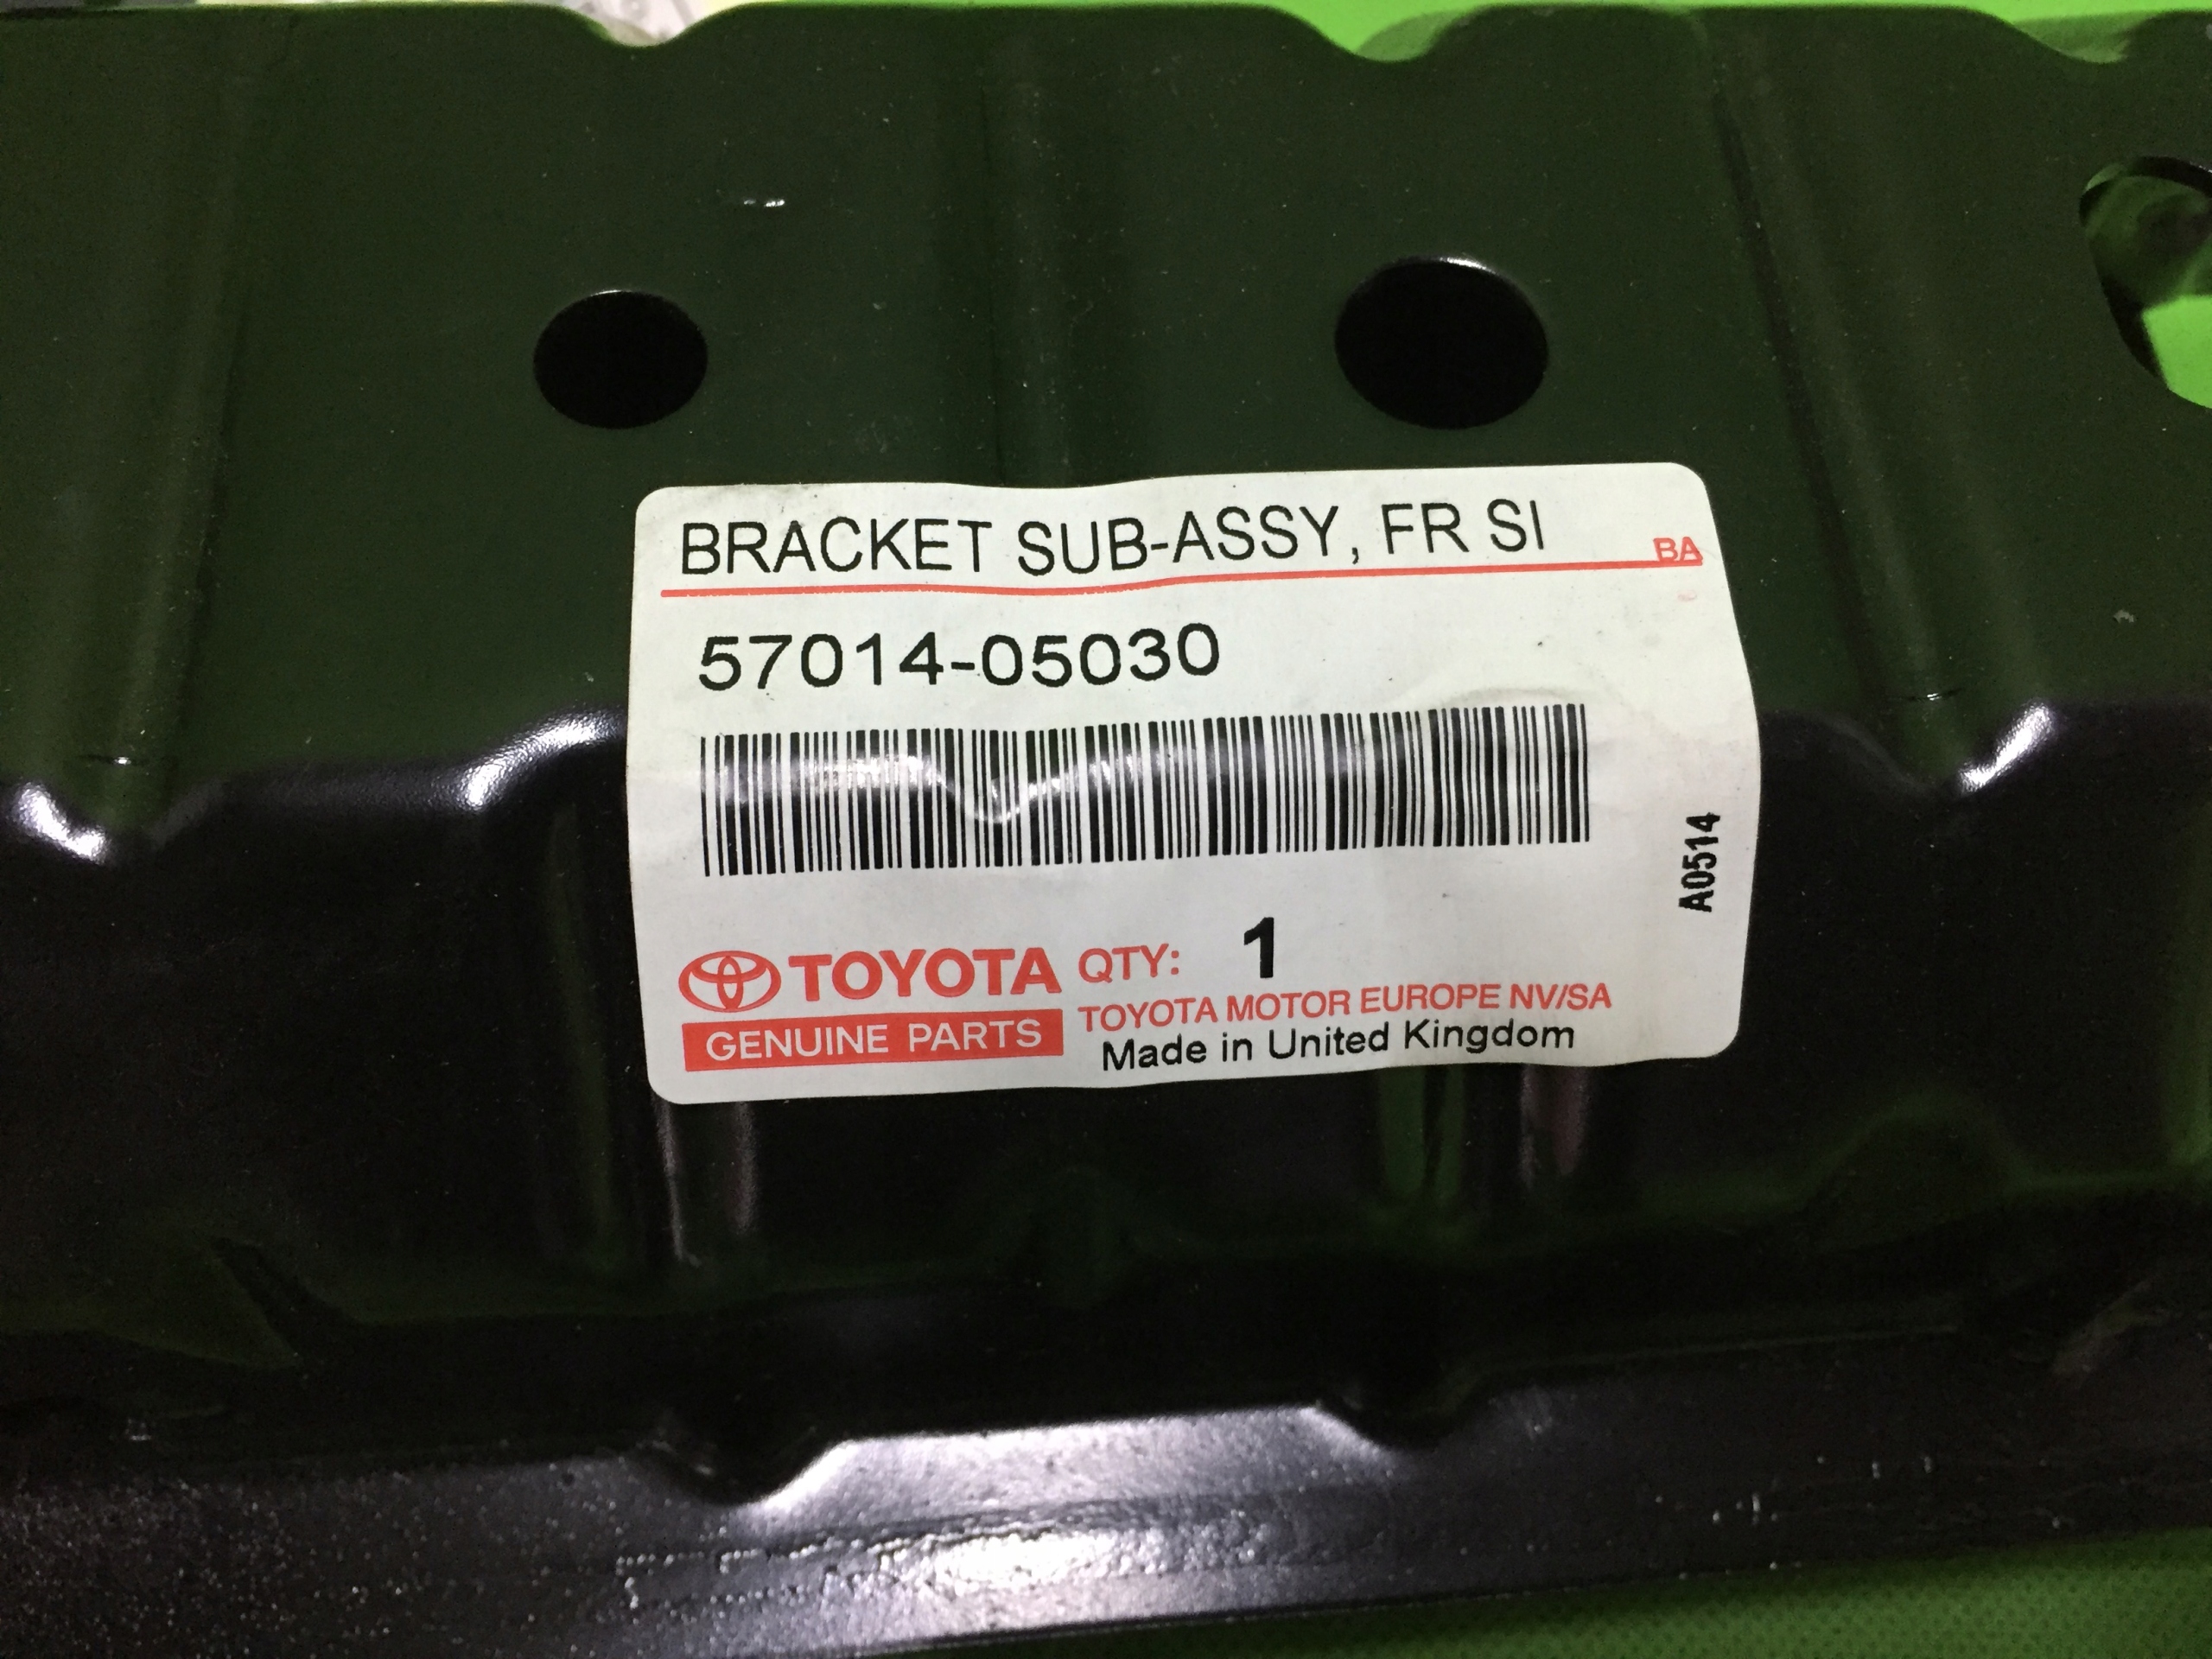 BRACKET SUB-ASSY, FR SI
BA
57014-05030
A0514
TOYOTA QTY: 1
GENUINE PARTS
TOYOTA MOTOR EUROPE NV/SA
Made in United Kingdom